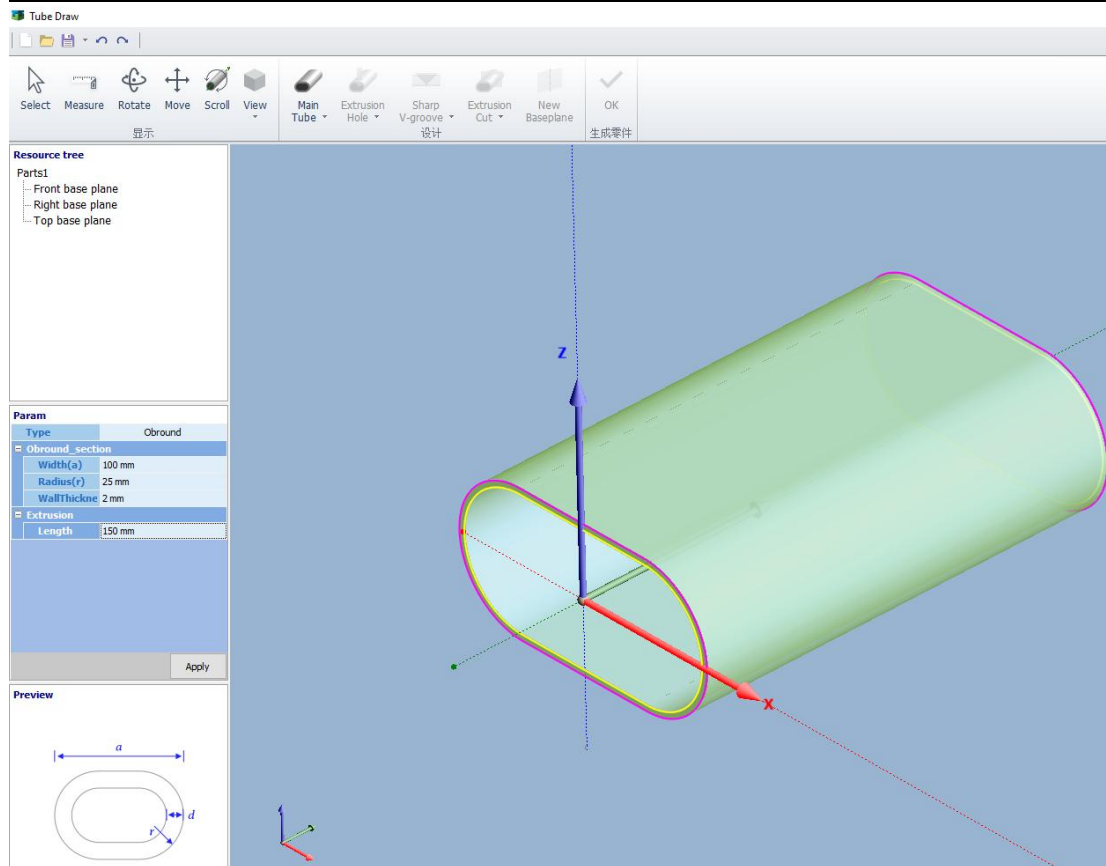 Tube Draw
Select Measure Rotate Move Scroll View Main Tube Extrusion Hole Sharp V-groove Extrusion Cut New Baseplane OK
显示 设计 生成零件
Resource tree
Parts1
Front base plane
Right base plane
Top base plane
Param
Type Obround
Obround_section
Width(a) 100 mm
Radius(r) 25 mm
WallThickne 2 mm
Extrusion
Length 150 mm
Apply
Preview
a
d
r
Z
X